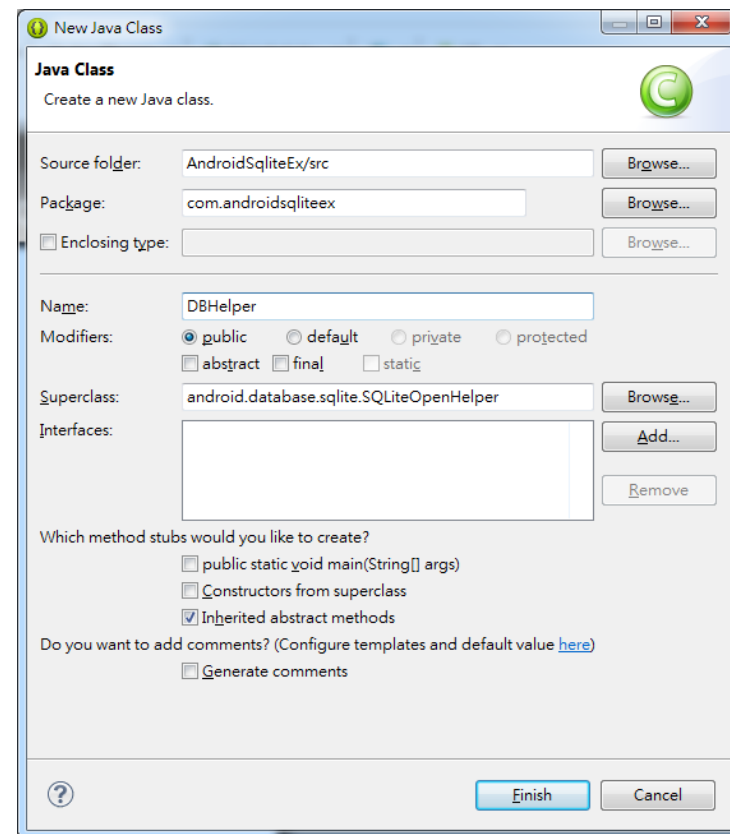 New Java Class
Java Class
Create a new Java class.
Source folder: AndroidSqliteEx/src Browse...
Package: com.androidsqliteex Browse...
Enclosing type: Browse...
Name: DBHelper
Modifiers: public default private protected
abstract final static
Superclass: android.database.sqlite.SQLiteOpenHelper Browse...
Interfaces: Add...
Remove
Which method stubs would you like to create?
public static void main(String[] args)
Constructors from superclass
Inherited abstract methods
Do you want to add comments? (Configure templates and default value here)
Generate comments
Finish Cancel